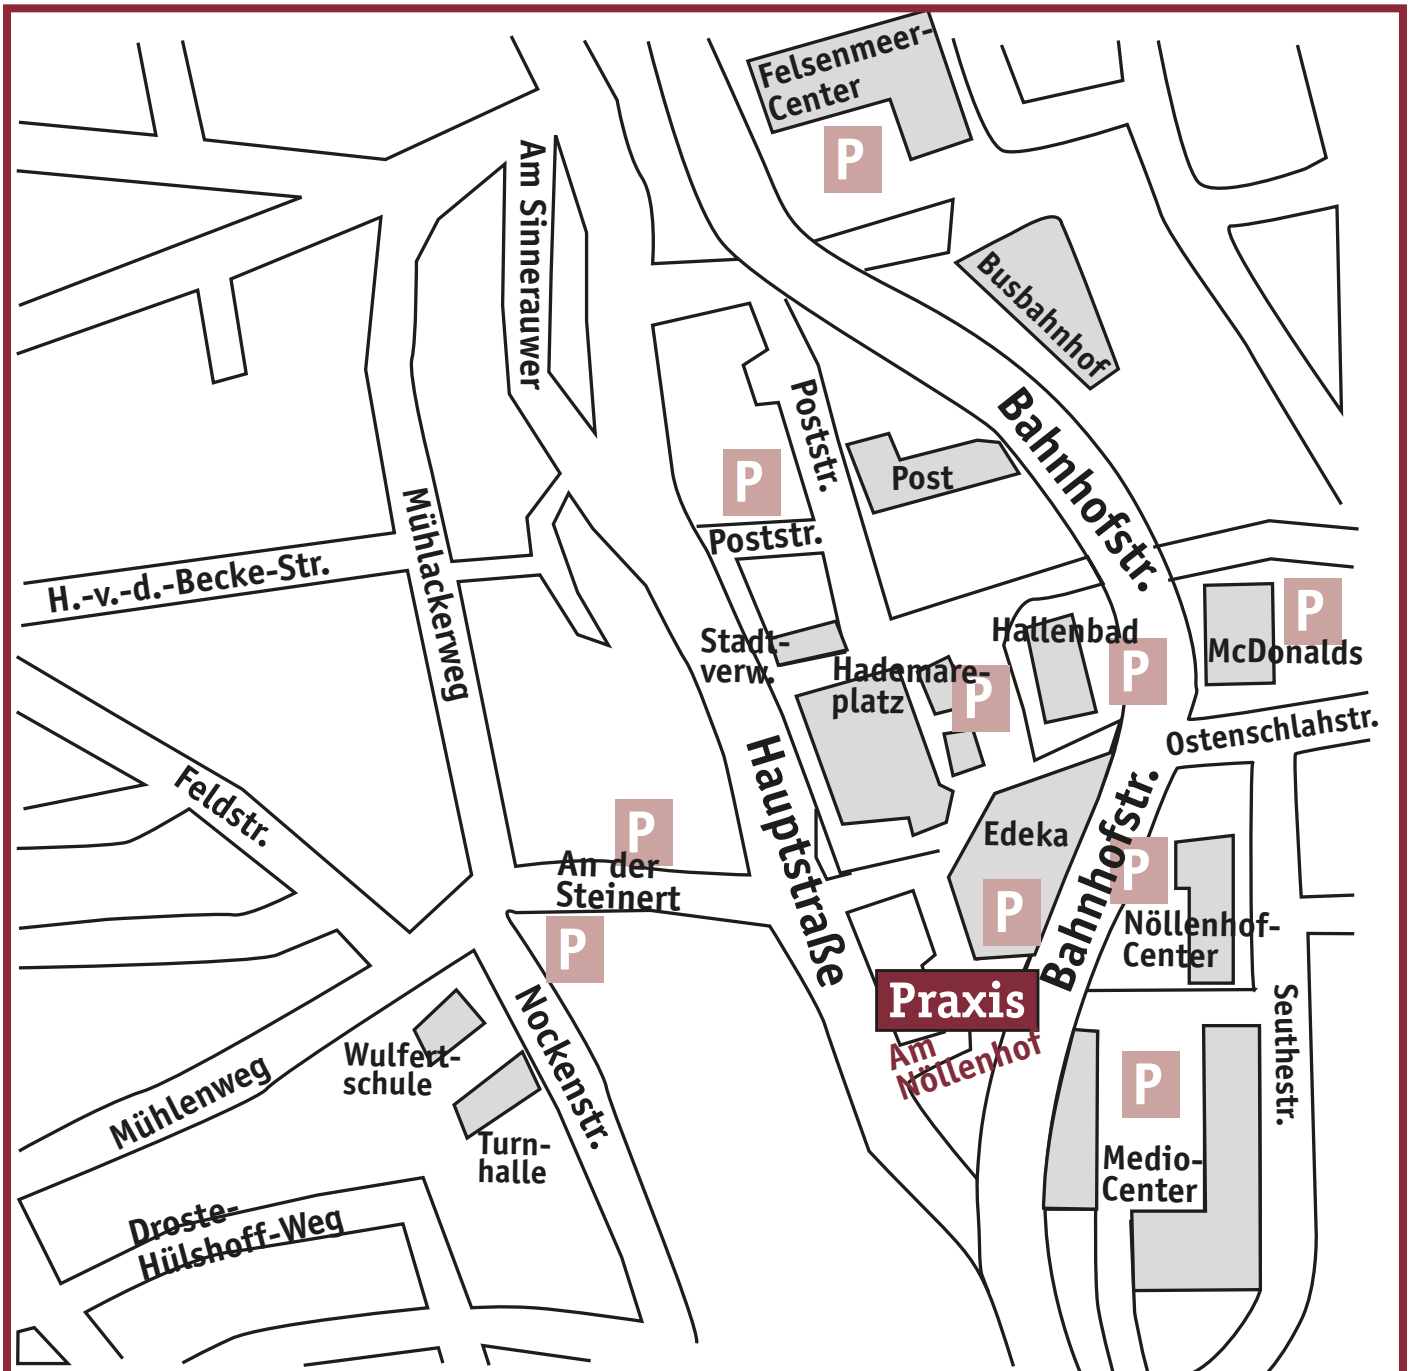 Felsenmeer-
Center
P
Am Sinnerauwer
Busbahnhof
Poststr.
Bahnhofstr.
P
Post
Poststr.
Mühlackerweg
H.-v.-d.-Becke-Str.
P
Stadt-
verw.
Hallenbad
McDonalds
P
Hademare-
platz
P
Ostenschlahstr.
Hauptstraße
Feldstr.
P
An der
Steinert
Edeka
P
Bahnhofstr.
P
P
Nöllenhof-
Center
Praxis
Am
Nöllenhof
Nockenstr.
Seuthestr.
Wulfert-
schule
P
Mühlenweg
Turn-
halle
Medio-
Center
Droste-
Hülshoff-Weg